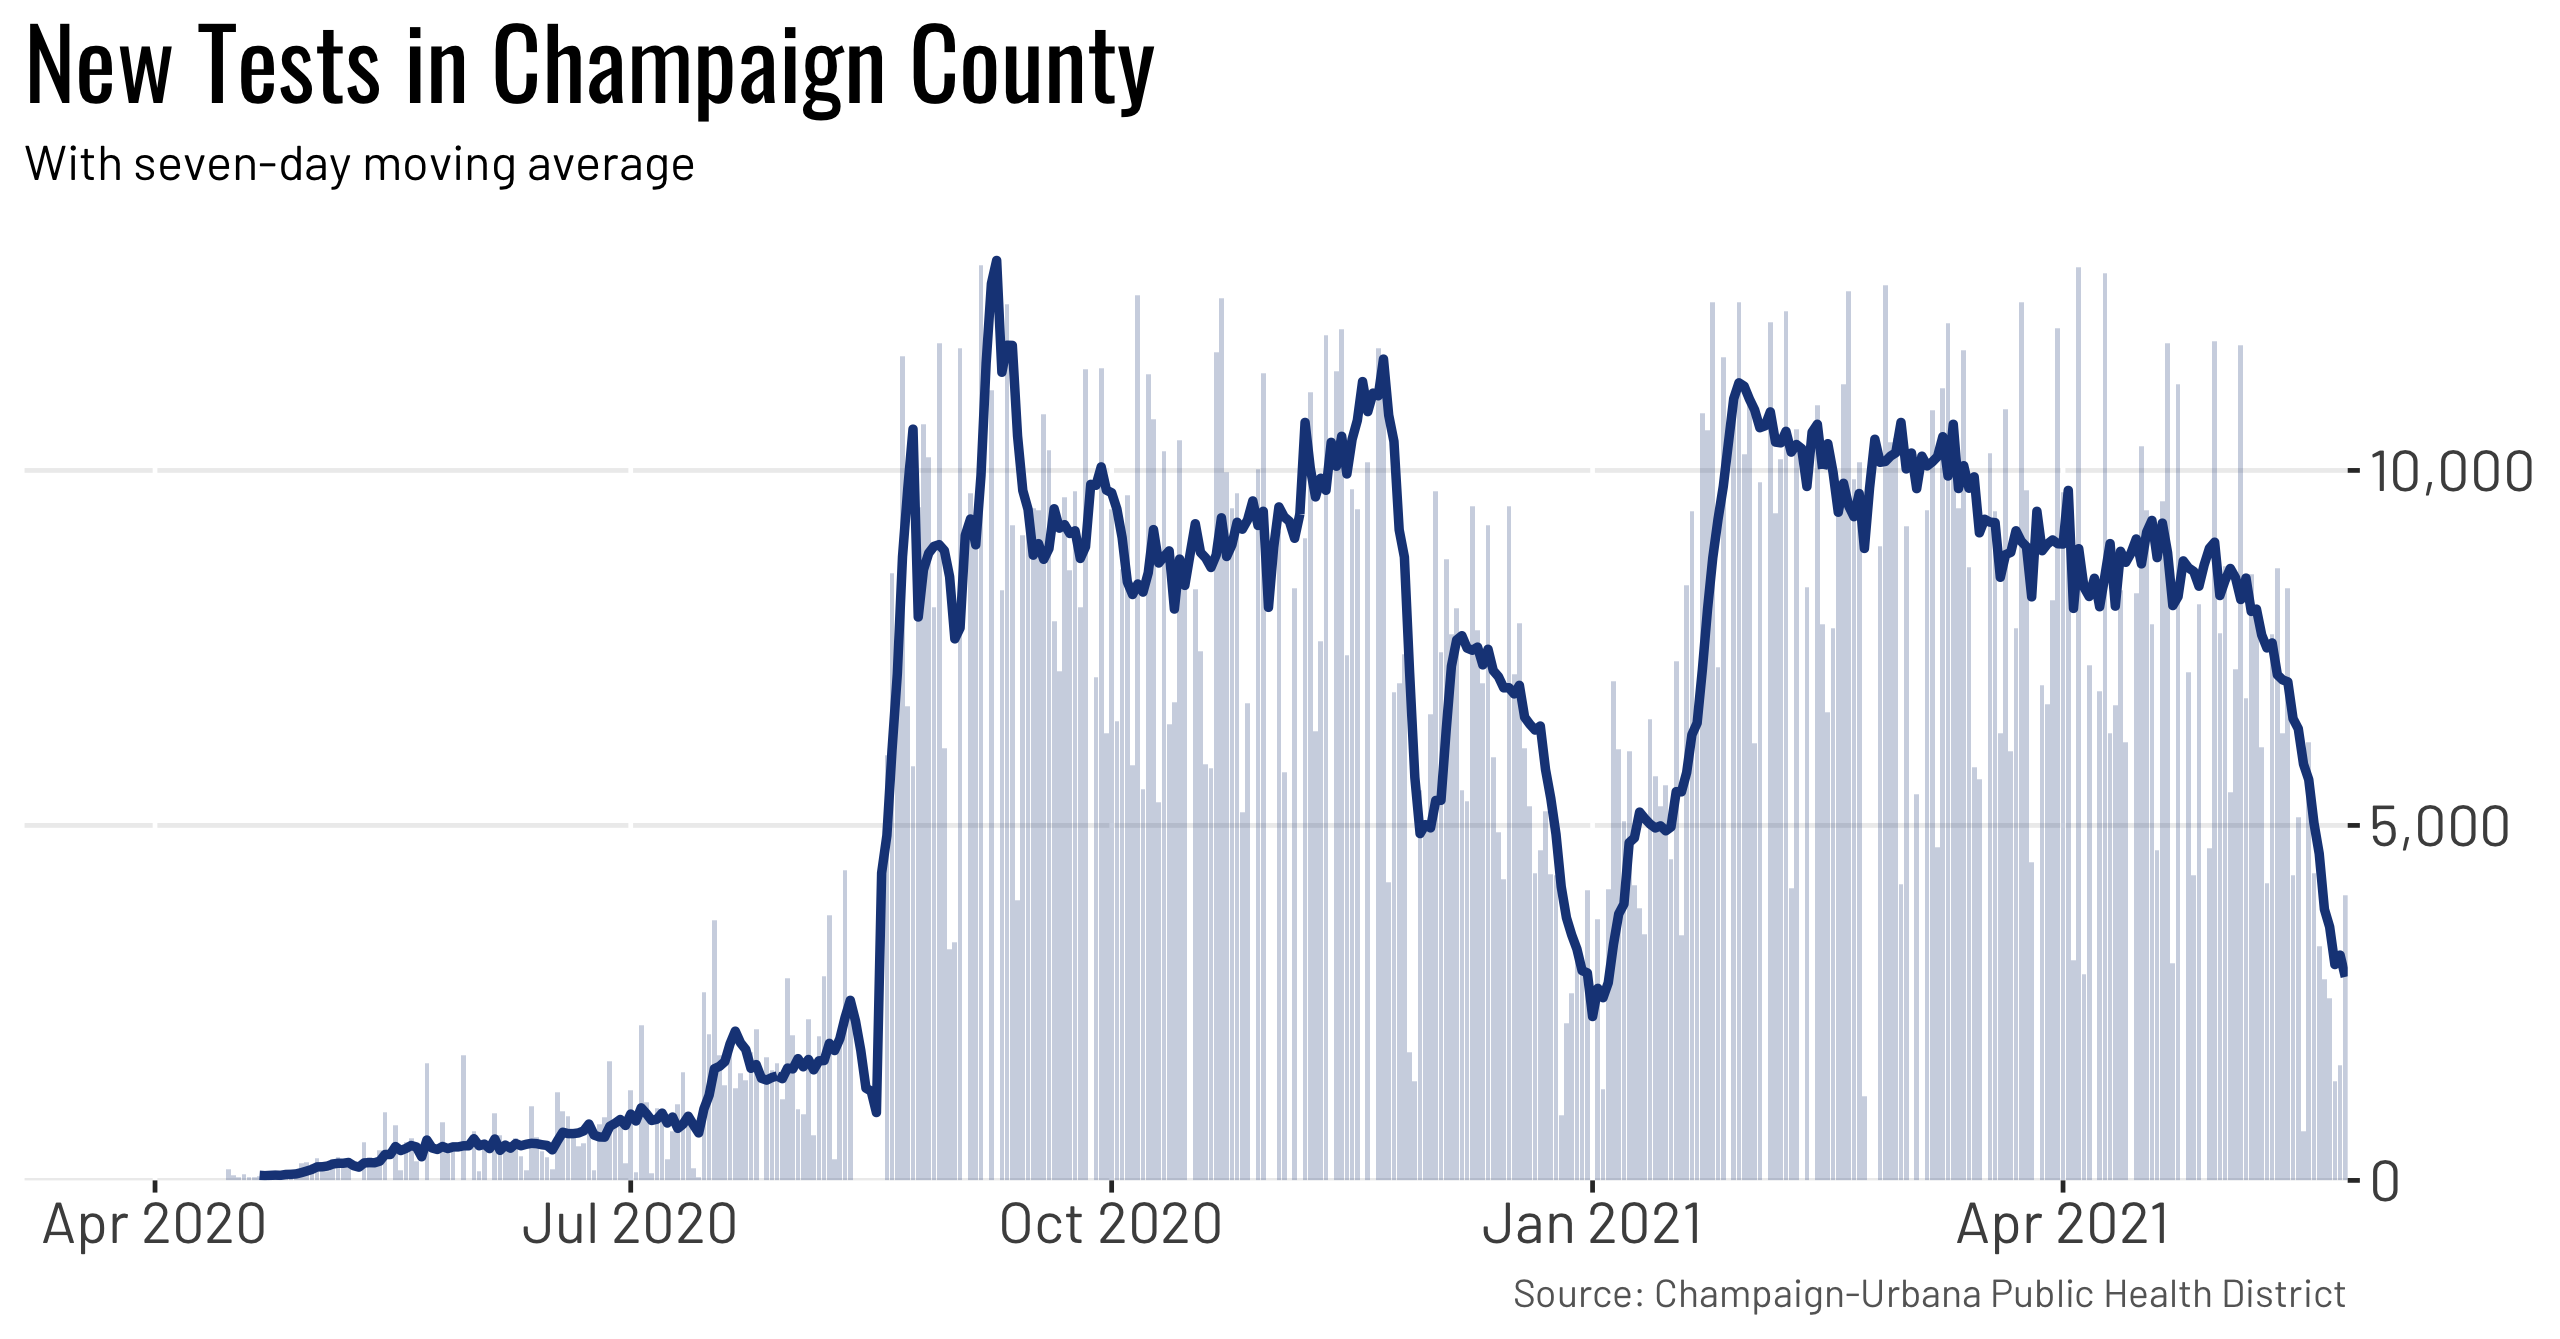 New Tests in Champaign County
With seven-day moving average
10,000
5,000
0
Apr 2020 Jul 2020 Oct 2020 Jan 2021 Apr 2021
Source: Champaign-Urbana Public Health District